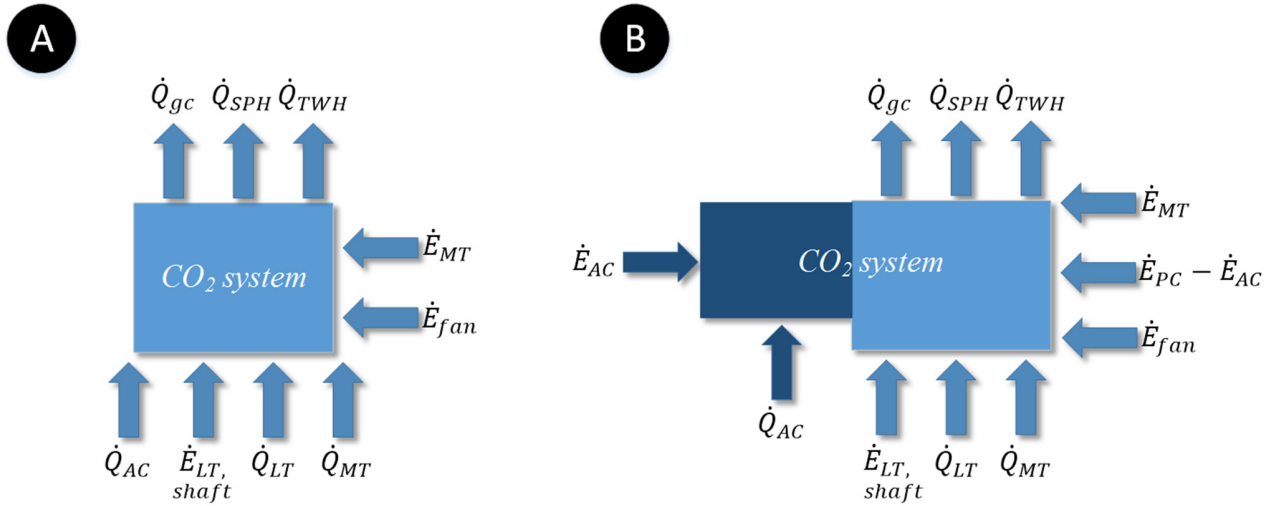 A
B
Q̇gc Q̇SPH Q̇TWH
CO₂ system
ĖMT
Ėfan
Q̇AC ĖLT, shaft Q̇LT Q̇MT
Q̇gc Q̇SPH Q̇TWH
ĖAC
CO₂ system
ĖMT
ĖPC − ĖAC
Ėfan
Q̇AC
ĖLT, shaft Q̇LT Q̇MT